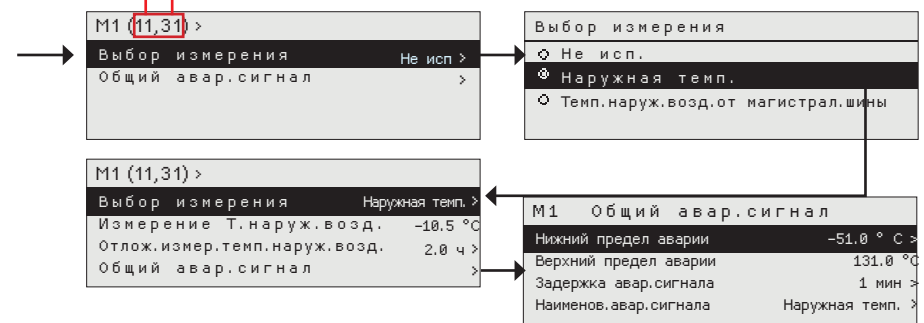 M1 (11,31) >
Выбор измерения Не исп >
Общий авар.сигнал >
Выбор измерения
Не исп.
Наружная темп.
Темп.наруж.возд.от магистрал.шины
M1 (11,31) >
Выбор измерения Наружная темп. >
Измерение Т.наруж.возд. -10.5 °C
Отлож.измер.темп.наруж.возд. 2.0 ч >
Общий авар.сигнал >
M1 Общий авар.сигнал
Нижний предел аварии -51.0 ° C >
Верхний предел аварии 131.0 °C
Задержка авар.сигнала 1 мин >
Наименов.авар.сигнала Наружная темп. >